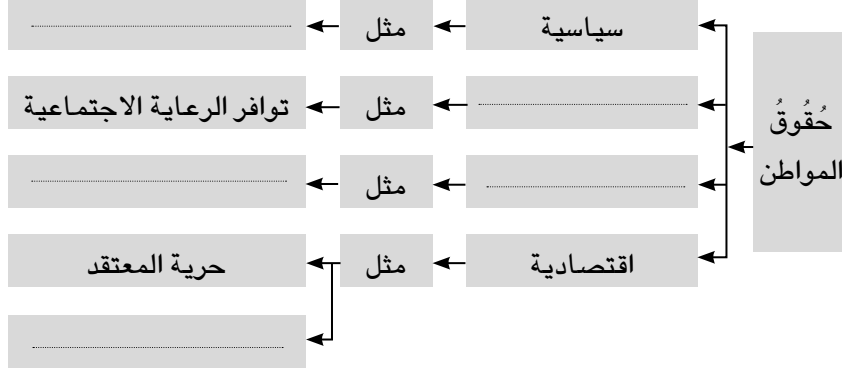 حُقُوقُ
المواطن
سياسية
مثل
مثل
توافر الرعاية الاجتماعية
مثل
اقتصادية
مثل
حرية المعتقد